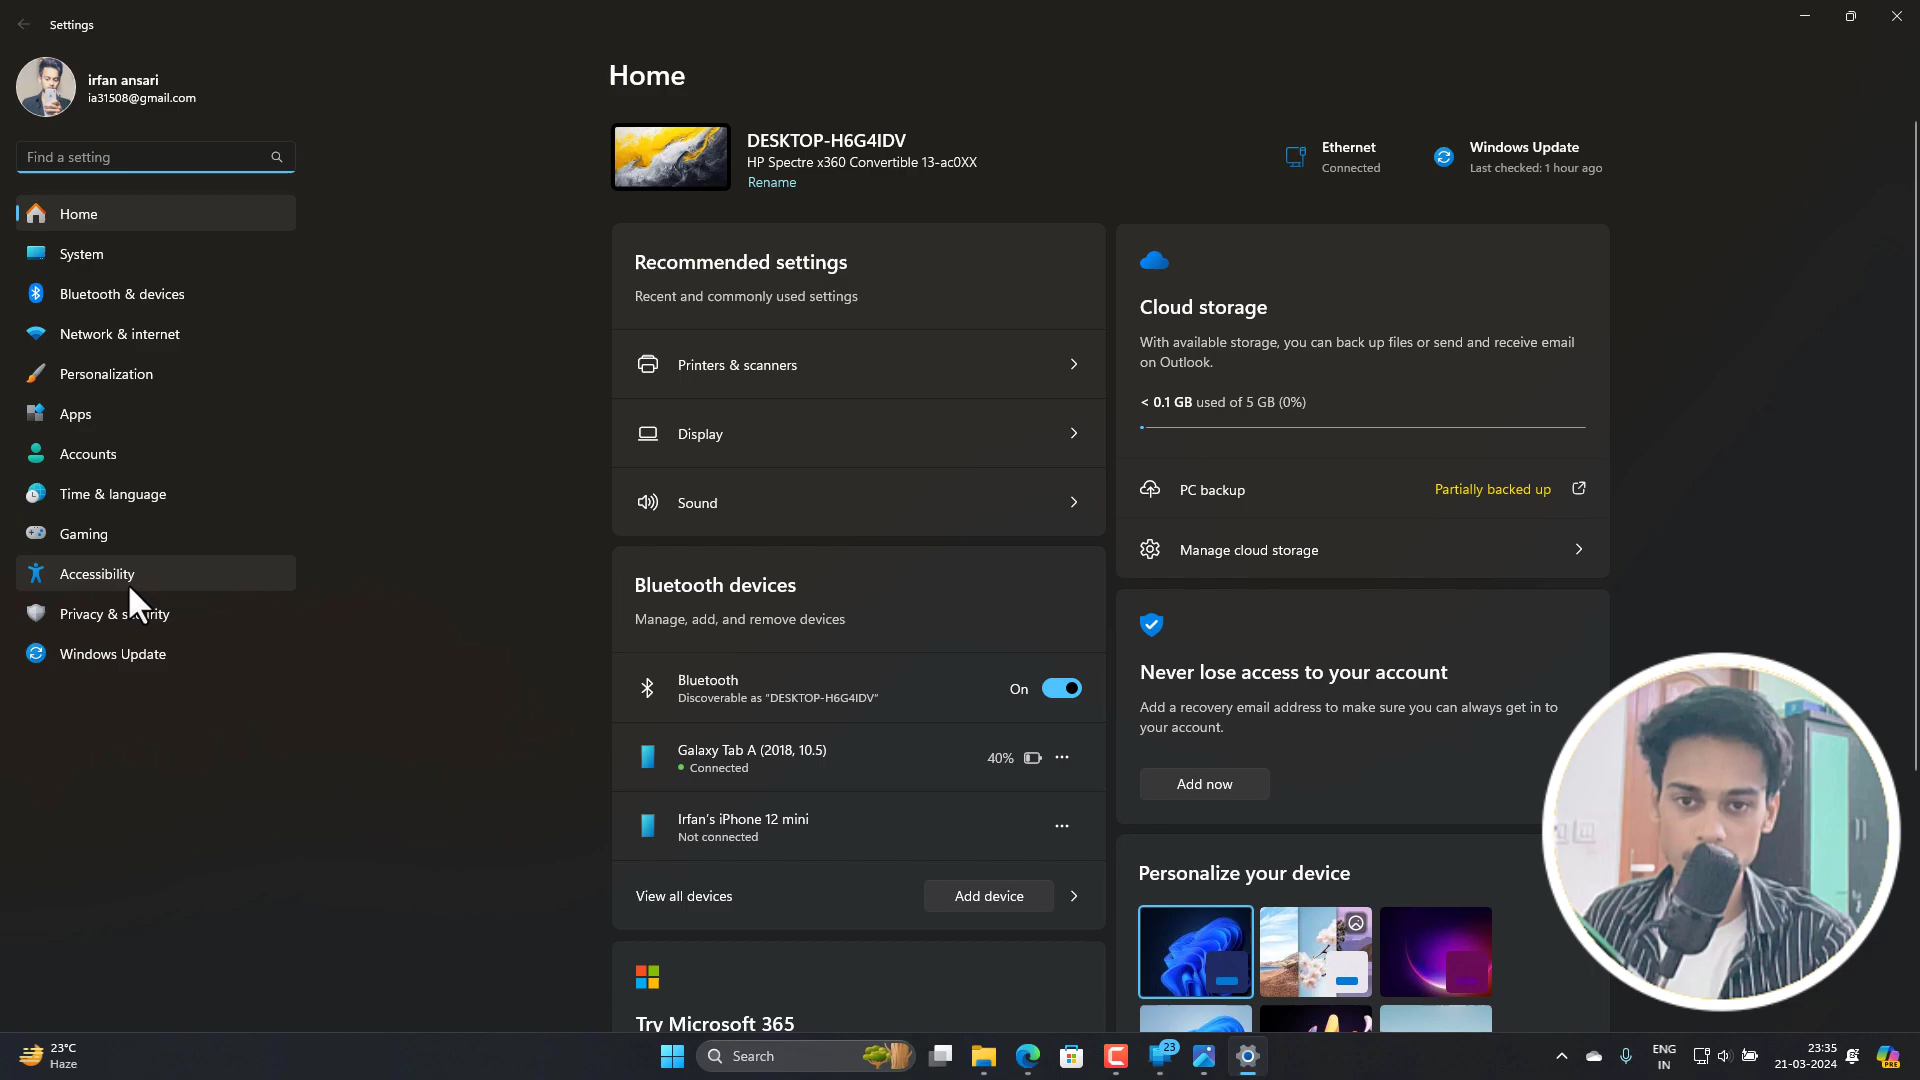 Settings
irfan ansari
ia31508@gmail.com
Find a setting
Home
System
Bluetooth & devices
Network & internet
Personalization
Apps
Accounts
Time & language
Gaming
Accessibility
Privacy & security
Windows Update
Home
DESKTOP-H6G4IDV
HP Spectre x360 Convertible 13-ac0XX
Rename
Ethernet
Connected
Windows Update
Last checked: 1 hour ago
Recommended settings
Recent and commonly used settings
Printers & scanners
Display
Sound
Bluetooth devices
Manage, add, and remove devices
Bluetooth
Discoverable as "DESKTOP-H6G4IDV"
On
Galaxy Tab A (2018, 10.5)
Connected
40%
Irfan's iPhone 12 mini
Not connected
View all devices
Add device
Try Microsoft 365
Cloud storage
With available storage, you can back up files or send and receive email
on Outlook.
< 0.1 GB used of 5 GB (0%)
PC backup
Partially backed up
Manage cloud storage
Never lose access to your account
Add a recovery email address to make sure you can always get in to
your account.
Add now
Personalize your device
23°C
Haze
Search
23
ENG
IN
23:35
21-03-2024
PRE